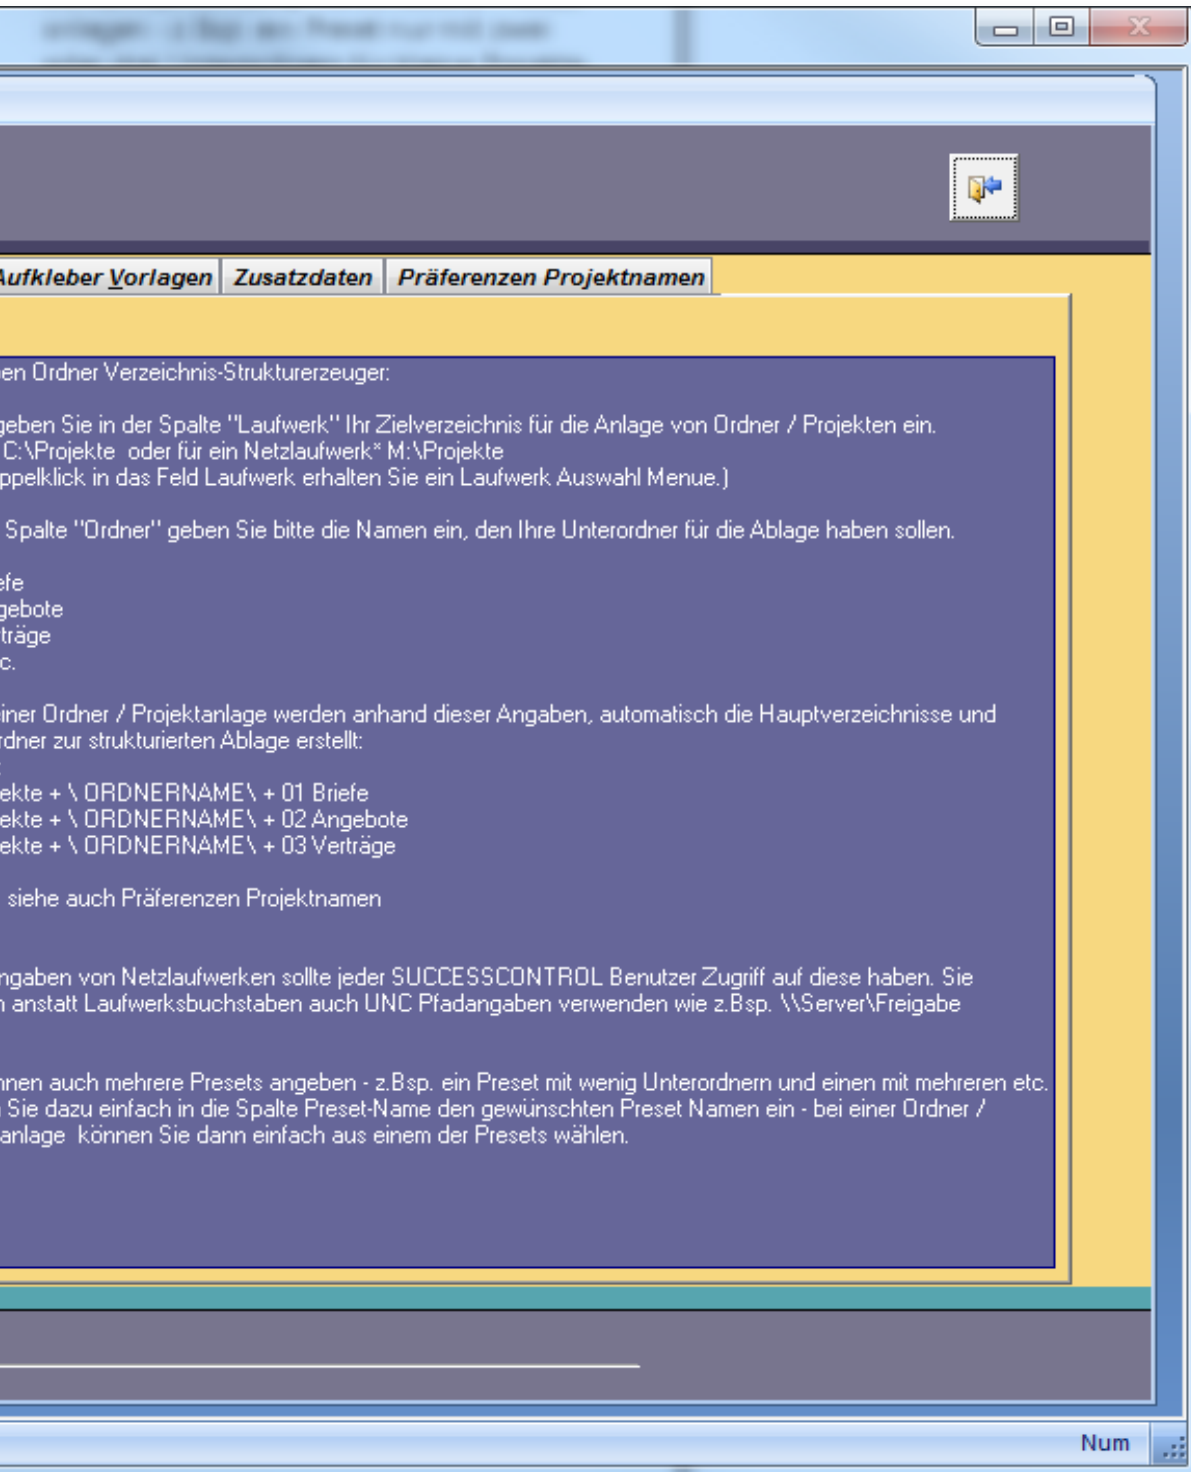 Aufkleber Vorlagen Zusatzdaten Präferenzen Projektnamen
en Ordner Verzeichnis-Strukturerzeuger:
geben Sie in der Spalte "Laufwerk" Ihr Zielverzeichnis für die Anlage von Ordner / Projekten ein.
C:\Projekte oder für ein Netzlaufwerk* M:\Projekte
ppelklick in das Feld Laufwerk erhalten Sie ein Laufwerk Auswahl Menue.)
Spalte "Ordner" geben Sie bitte die Namen ein, den Ihre Unterordner für die Ablage haben sollen.
efe
gebote
träge
c.
einer Ordner / Projektanlage werden anhand dieser Angaben, automatisch die Hauptverzeichnisse und
rdner zur strukturierten Ablage erstellt:
:
ekte + \ ORDNERNAME\ + 01 Briefe
ekte + \ ORDNERNAME\ + 02 Angebote
ekte + \ ORDNERNAME\ + 03 Verträge
siehe auch Präferenzen Projektnamen
ngaben von Netzlaufwerken sollte jeder SUCCESSCONTROL Benutzer Zugriff auf diese haben. Sie
n anstatt Laufwerksbuchstaben auch UNC Pfadangaben verwenden wie z.Bsp. \\Server\Freigabe
nnen auch mehrere Presets angeben - z.Bsp. ein Preset mit wenig Unterordnern und einen mit mehreren etc.
Sie dazu einfach in die Spalte Preset-Name den gewünschten Preset Namen ein - bei einer Ordner /
anlage können Sie dann einfach aus einem der Presets wählen.
Num